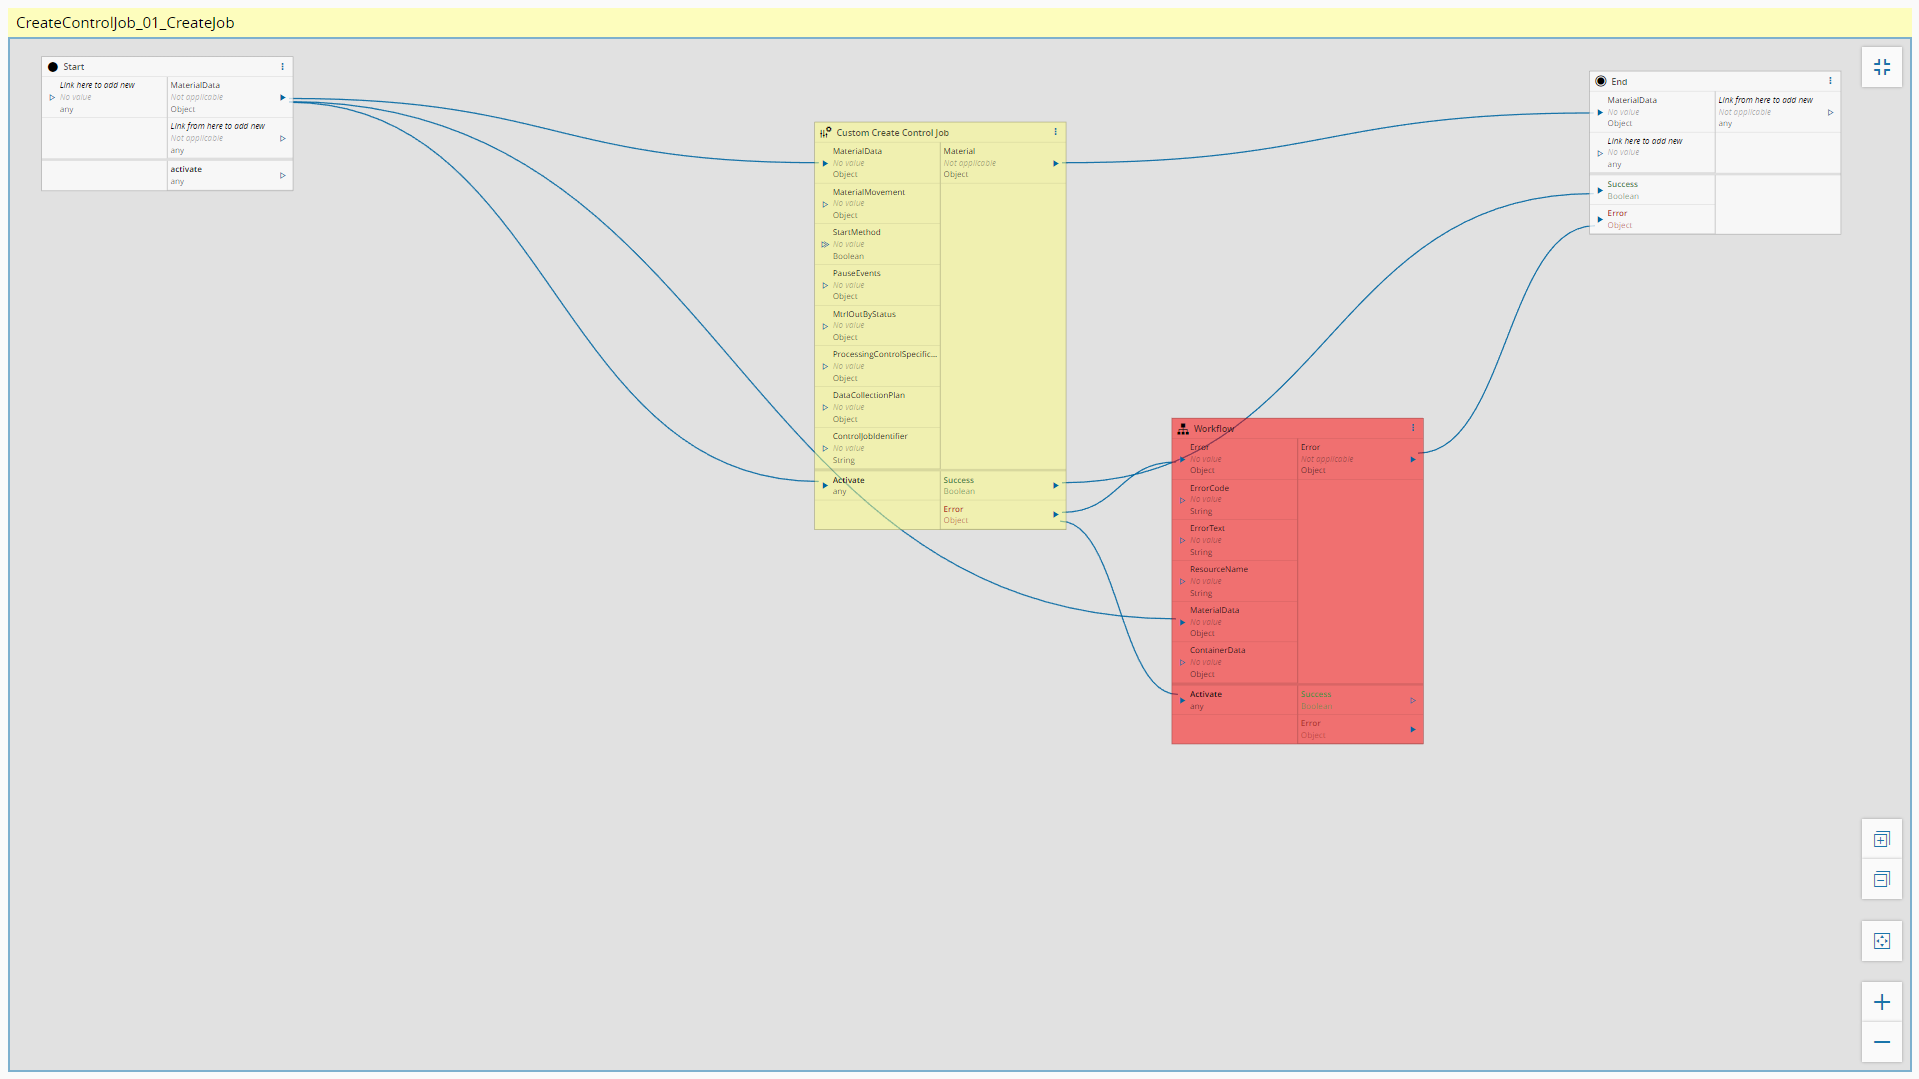 CreateControlJob_01_CreateJob
Start
Link here to add new
No value
any
MaterialData
Not applicable
Object
Link from here to add new
Not applicable
any
activate
any
Custom Create Control Job
MaterialData
No value
Object
Material
Not applicable
Object
MaterialMovement
No value
Object
StartMethod
No value
Boolean
PauseEvents
No value
Object
MtrlOutByStatus
No value
Object
ProcessingControlSpecific...
No value
Object
DataCollectionPlan
No value
Object
ControlJobIdentifier
No value
String
Activate
any
Success
Boolean
Error
Object
Workflow
Error
No value
Object
Error
Not applicable
Object
ErrorCode
No value
String
ErrorText
No value
String
ResourceName
No value
String
MaterialData
No value
Object
ContainerData
No value
Object
Activate
any
Success
Boolean
Error
Object
End
MaterialData
No value
Object
Link from here to add new
Not applicable
any
Link here to add new
No value
any
Success
Boolean
Error
Object